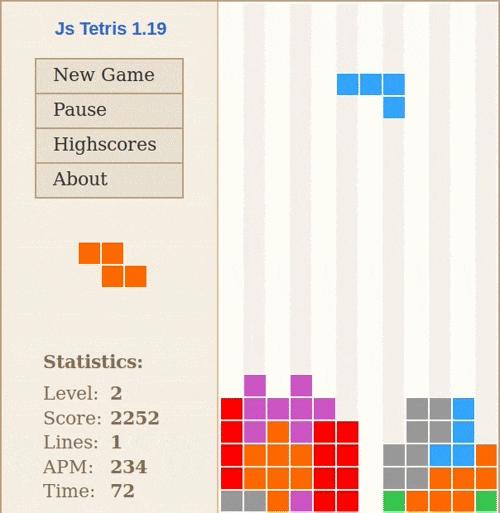 Js Tetris 1.19
New Game
Pause
Highscores
About
Statistics:
Level: 2
Score: 2252
Lines: 1
APM: 234
Time: 72